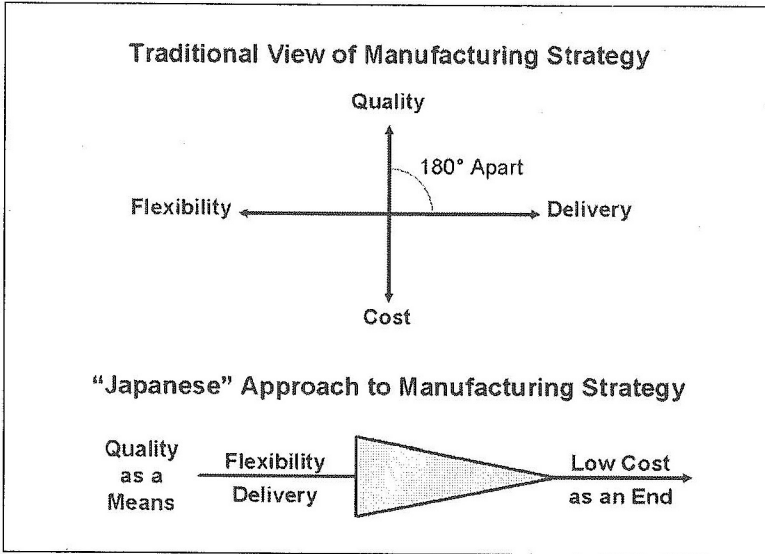 Traditional View of Manufacturing Strategy
Quality
180° Apart
Flexibility
Delivery
Cost
“Japanese” Approach to Manufacturing Strategy
Quality
as a
Means
Flexibility
Delivery
Low Cost
as an End